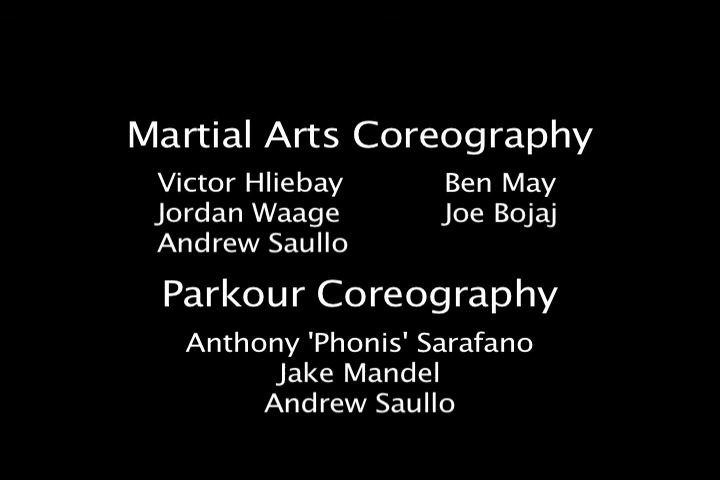 Martial Arts Coreography
Victor Hliebay Ben May
Jordan Waage Joe Bojaj
Andrew Saullo
Parkour Coreography
Anthony 'Phonis' Sarafano
Jake Mandel
Andrew Saullo